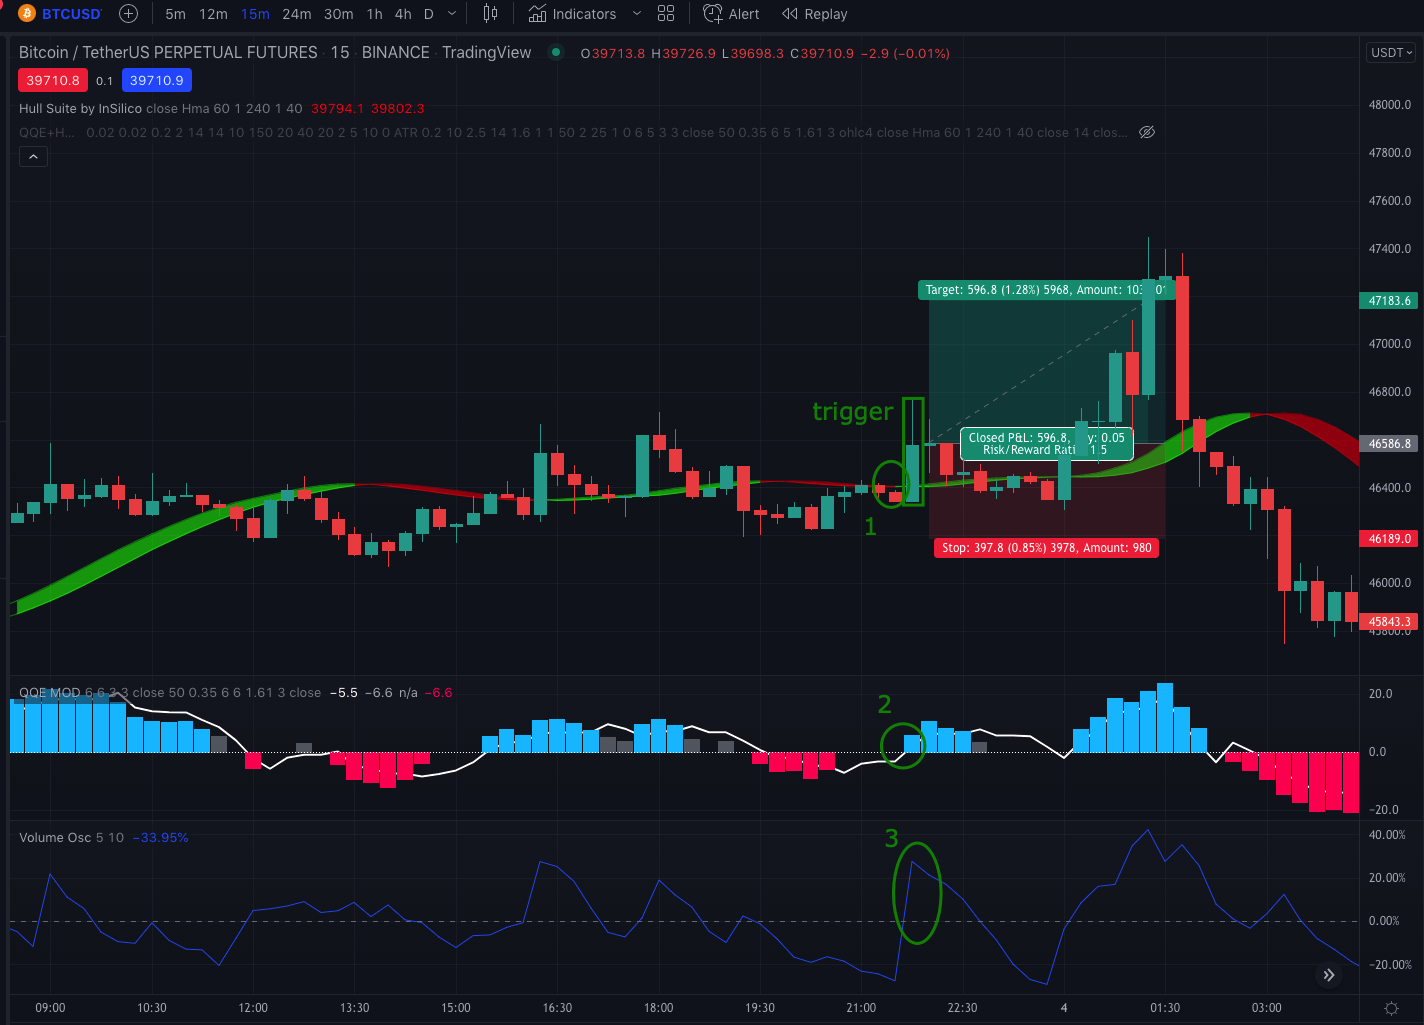 BTCUSD 5m 12m 15m 24m 30m 1h 4h D Indicators Alert Replay
Bitcoin / TetherUS PERPETUAL FUTURES · 15 · BINANCE · TradingView O39713.8 H39726.9 L39698.3 C39710.9 −2.9 (−0.01%)
USDT
39710.8 0.1 39710.9
Hull Suite by InSilico close Hma 60 1 240 1 40 39794.1 39802.3
QQE+H... 0.02 0.02 0.2 2 14 14 10 150 20 40 20 2 5 10 0 ATR 0.2 10 2.5 14 1.6 1 1 50 2 25 1 0 6 5 3 3 close 50 0.35 6 5 1.61 3 ohlc4 close Hma 60 1 240 1 40 close 14 clos...
48000.0
47800.0
47600.0
47400.0
Target: 596.8 (1.28%) 5968, Amount:
47183.6
47000.0
46800.0
trigger
Closed P&L: 596.8, y: 0.05
Risk/Reward Rati 1.5
46586.8
46400.0
1
Stop: 397.8 (0.85%) 3978, Amount: 980
46189.0
46000.0
45843.3
45800.0
QQE MOD 6 6 3 3 close 50 0.35 6 6 1.61 3 close −5.5 −6.6 n/a −6.6
20.0
2
0.0
−20.0
Volume Osc 5 10 −33.95%
3
40.00%
20.00%
0.00%
−20.00%
09:00 10:30 12:00 13:30 15:00 16:30 18:00 19:30 21:00 22:30 4 01:30 03:00